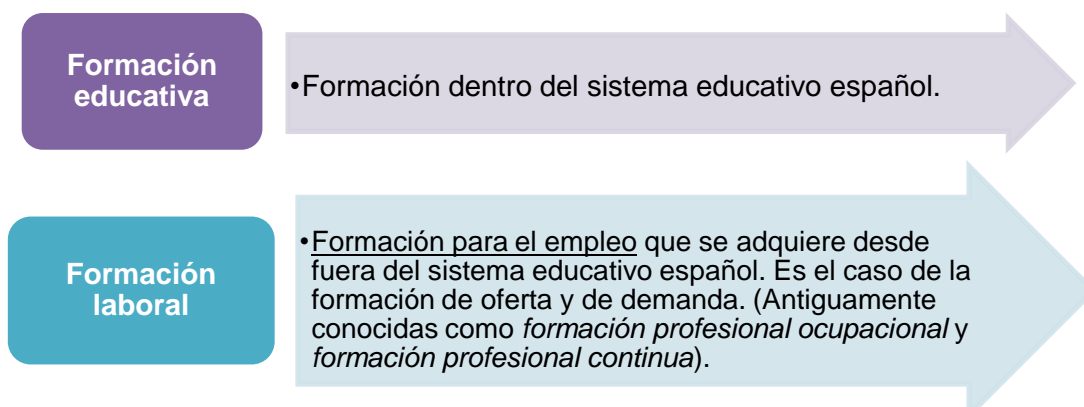 Formación
educativa
•Formación dentro del sistema educativo español.
Formación
laboral
•Formación para el empleo que se adquiere desde
fuera del sistema educativo español. Es el caso de la
formación de oferta y de demanda. (Antiguamente
conocidas como formación profesional ocupacional y
formación profesional continua).